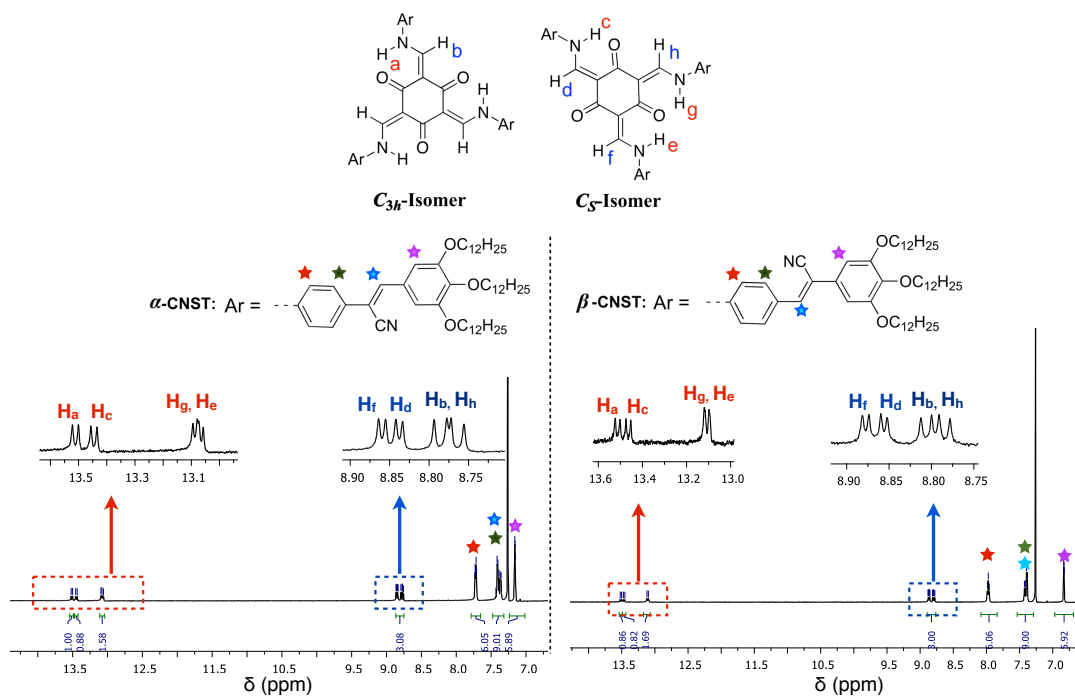 Ar
N
H
H
a
b
O
O
O
H
H
N
Ar
N
H
Ar
H
C3h-Isomer
Ar
N
H
c
H
d
O
O
O
H
h
N
Ar
H
g
H
f
N
H
e
Ar
CS-Isomer
α-CNST: Ar =
OC12H25
OC12H25
OC12H25
CN
β-CNST: Ar =
NC
OC12H25
OC12H25
OC12H25
Ha Hc Hg, He
13.5 13.3 13.1
Hf Hd Hb, Hh
8.90 8.85 8.80 8.75
Ha Hc Hg, He
13.6 13.4 13.2 13.0
Hf Hd Hb, Hh
8.90 8.85 8.80 8.75
1.00 0.88 1.58 3.08 6.05 9.01 5.89
13.5 12.5 11.5 10.5 9.5 9.0 8.5 8.0 7.5 7.0
δ (ppm)
0.86 0.82 1.69 3.00 6.06 9.00 5.92
13.5 12.5 11.5 10.5 9.5 9.0 8.5 8.0 7.5 7.0
δ (ppm)